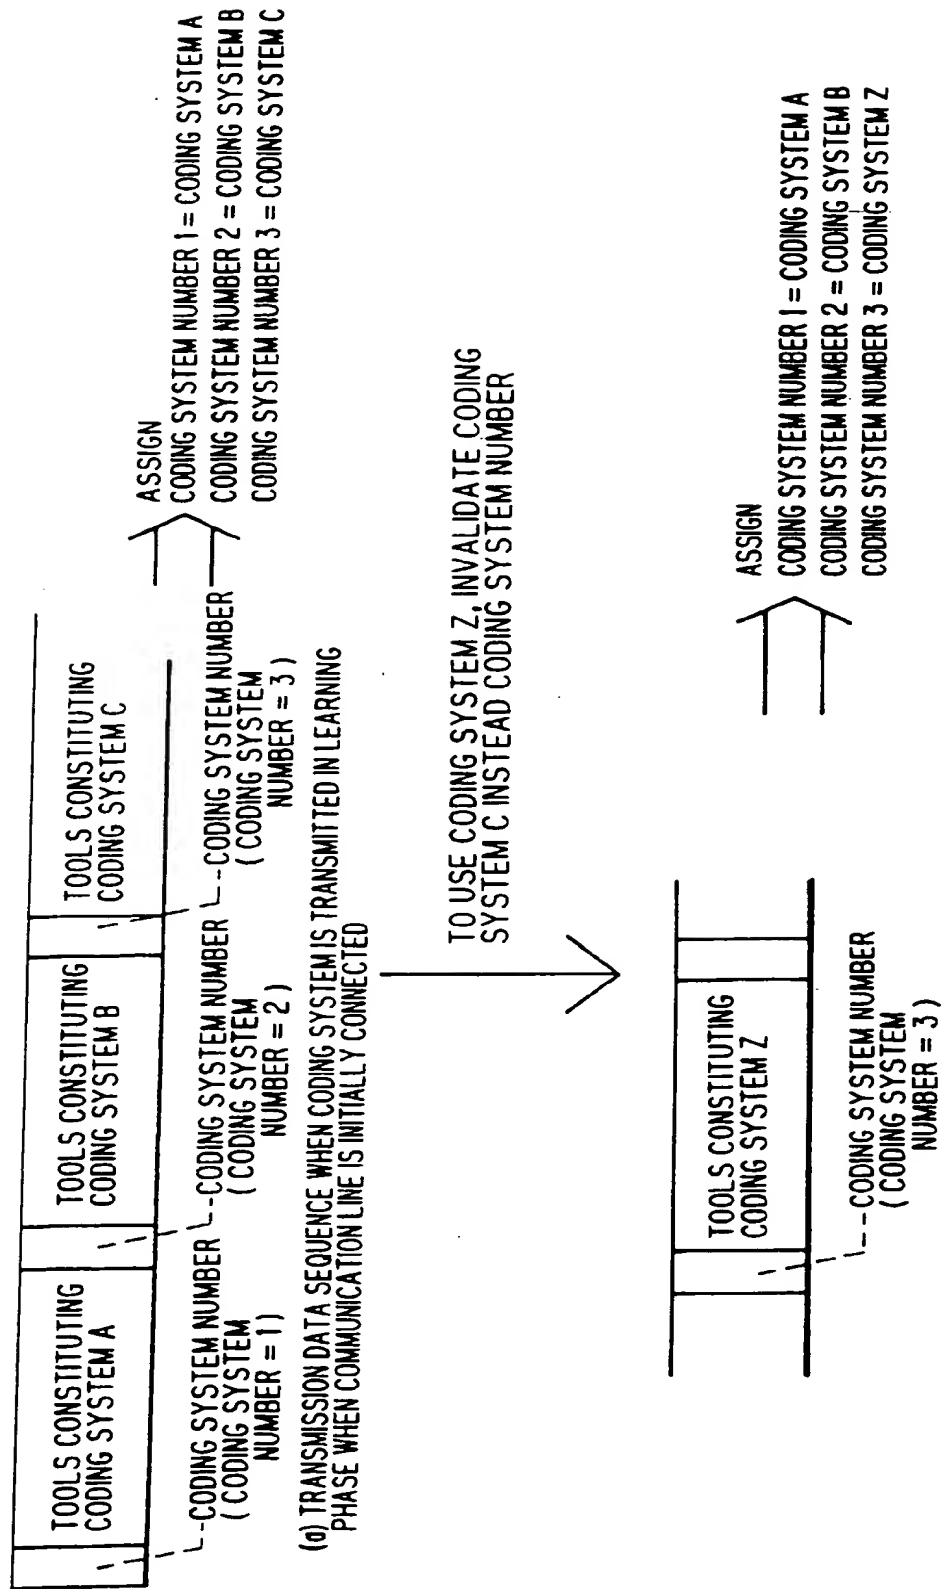 TOOLS CONSTITUTING
CODING SYSTEM A
TOOLS CONSTITUTING
CODING SYSTEM B
TOOLS CONSTITUTING
CODING SYSTEM C
CODING SYSTEM NUMBER
( CODING SYSTEM
NUMBER = 1)
CODING SYSTEM NUMBER
( CODING SYSTEM
NUMBER = 2)
CODING SYSTEM NUMBER
( CODING SYSTEM
NUMBER = 3 )
ASSIGN
CODING SYSTEM NUMBER 1 = CODING SYSTEM A
CODING SYSTEM NUMBER 2 = CODING SYSTEM B
CODING SYSTEM NUMBER 3 = CODING SYSTEM C
(a) TRANSMISSION DATA SEQUENCE WHEN CODING SYSTEM IS TRANSMITTED IN LEARNING
PHASE WHEN COMMUNICATION LINE IS INITIALLY CONNECTED
TO USE CODING SYSTEM Z, INVALIDATE CODING
SYSTEM C INSTEAD CODING SYSTEM NUMBER
TOOLS CONSTITUTING
CODING SYSTEM Z
CODING SYSTEM NUMBER
( CODING SYSTEM
NUMBER = 3 )
ASSIGN
CODING SYSTEM NUMBER 1 = CODING SYSTEM A
CODING SYSTEM NUMBER 2 = CODING SYSTEM B
CODING SYSTEM NUMBER 3 = CODING SYSTEM Z